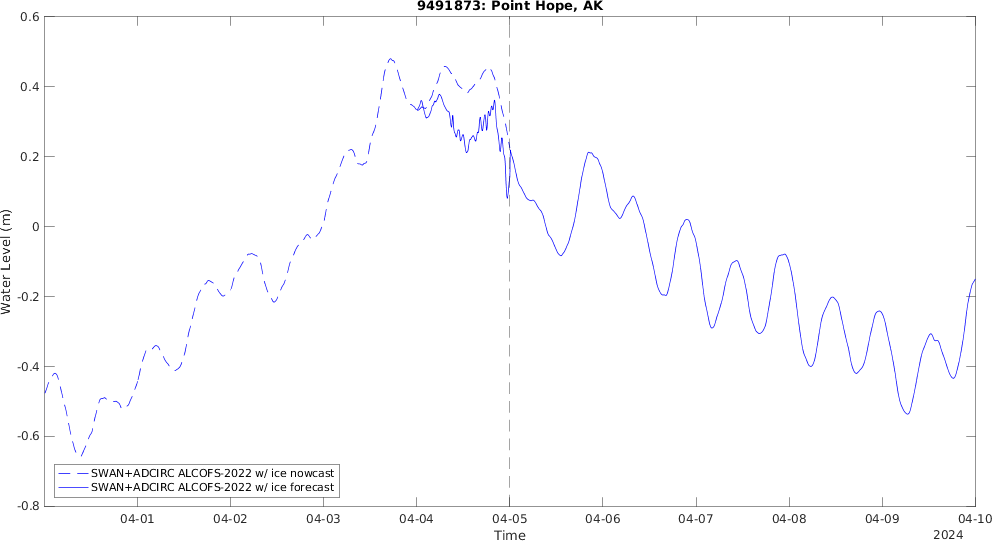 9491873: Point Hope, AK
0.6
0.4
0.2
0
-0.2
-0.4
-0.6
-0.8
Water Level (m)
SWAN+ADCIRC ALCOFS-2022 w/ ice nowcast
SWAN+ADCIRC ALCOFS-2022 w/ ice forecast
04-01 04-02 04-03 04-04 04-05 04-06 04-07 04-08 04-09 04-10
Time
2024